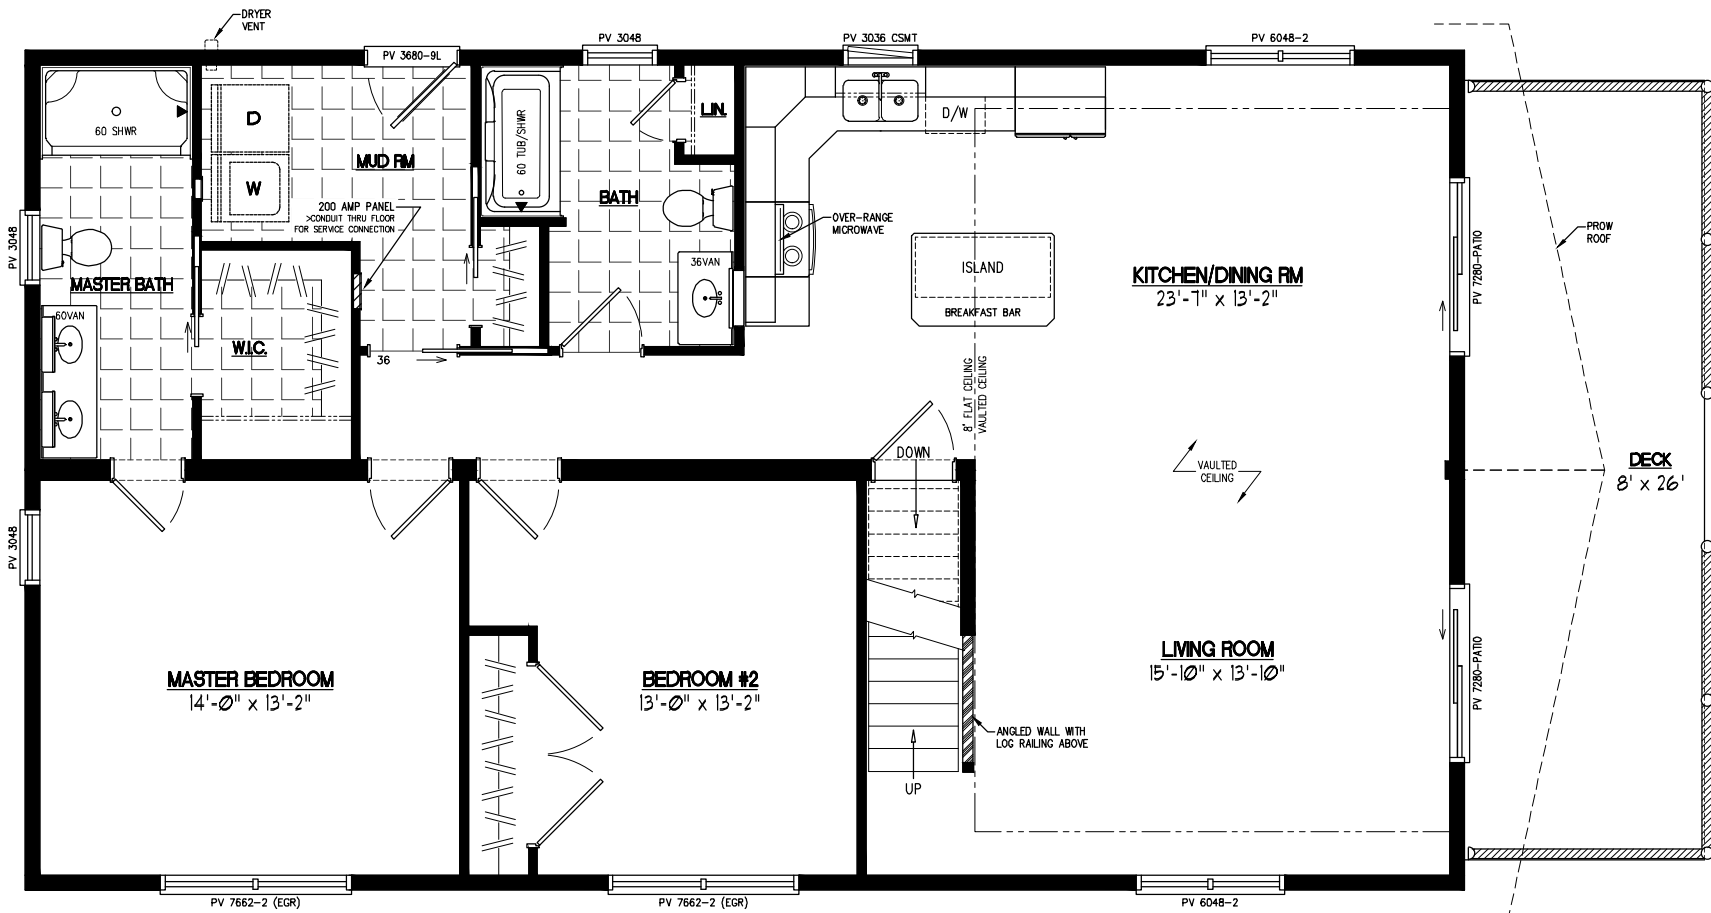 DRYER
VENT
PV 3680-9L
PV 3048
PV 3036 CSMT
PV 6048-2
60 SHWR
D
W
MUD RM
200 AMP PANEL
>CONDUIT THRU FLOOR
FOR SERVICE CONNECTION
60 TUB/SHWR
LIN.
BATH
36VAN
D/W
OVER-RANGE
MICROWAVE
ISLAND
BREAKFAST BAR
KITCHEN/DINING RM
23'-7" x 13'-2"
PV 7280-PATIO
PROW
ROOF
PV 3048
MASTER BATH
60VAN
W.I.C.
36
8' FLAT CEILING
VAULTED CEILING
DOWN
VAULTED
CEILING
DECK
8' x 26'
PV 3048
MASTER BEDROOM
14'-0" x 13'-2"
BEDROOM #2
13'-0" x 13'-2"
LIVING ROOM
15'-10" x 13'-10"
PV 7280-PATIO
ANGLED WALL WITH
LOG RAILING ABOVE
UP
PV 7662-2 (EGR)
PV 7662-2 (EGR)
PV 6048-2